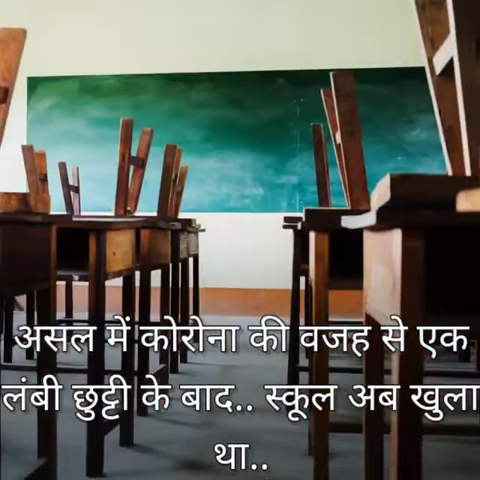 असल में कोरोना की वजह से एक
लंबी छुट्टी के बाद.. स्कूल अब खुला
था..